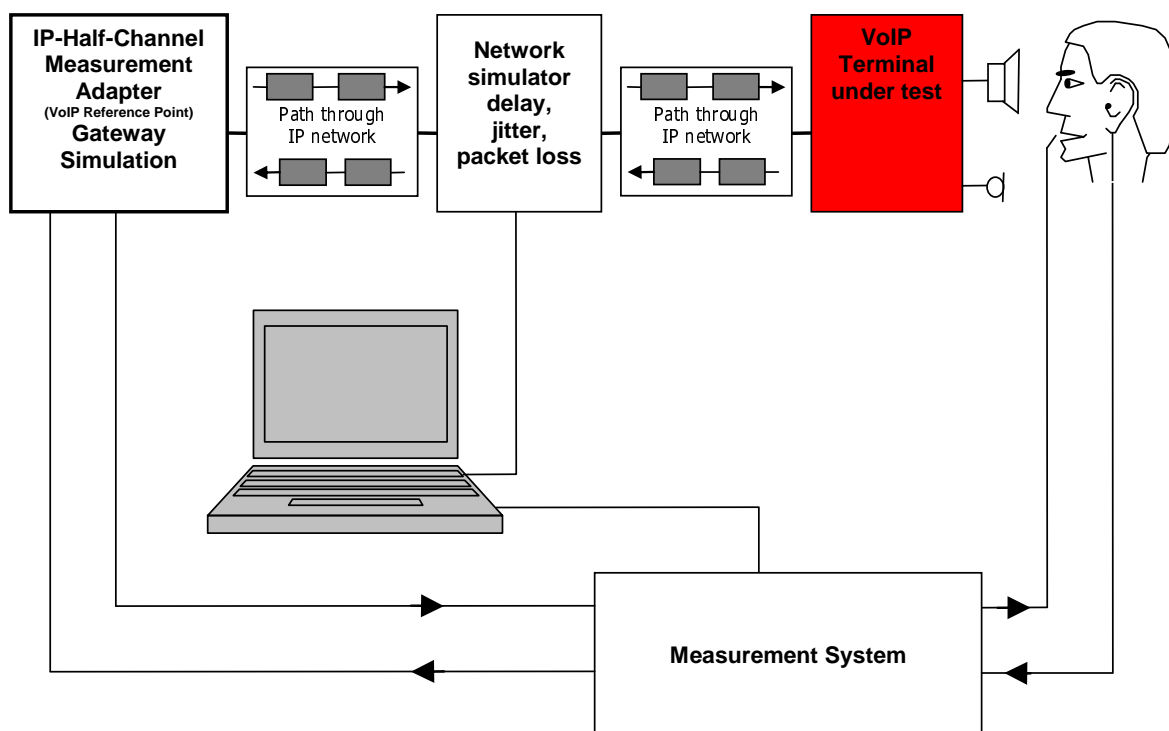 IP-Half-Channel
Measurement
Adapter
(VoIP Reference Point)
Gateway
Simulation
Path through
IP network
Network
simulator
delay,
jitter,
packet loss
Path through
IP network
VoIP
Terminal
under test
Measurement System